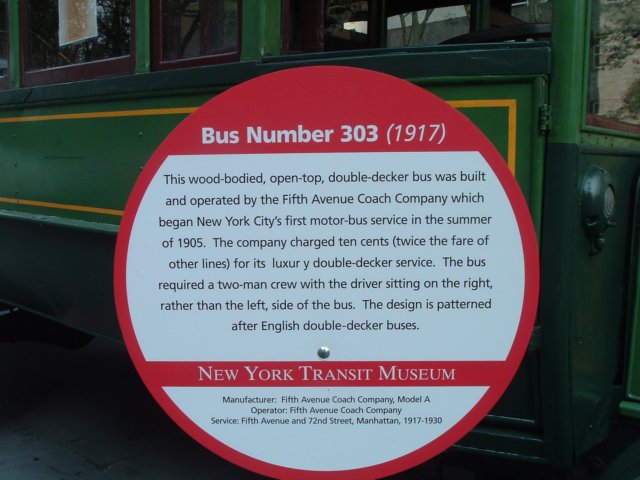 Bus Number 303 (1917)
This wood-bodied, open-top, double-decker bus was built
and operated by the Fifth Avenue Coach Company which
began New York City's first motor-bus service in the summer
of 1905. The company charged ten cents (twice the fare of
other lines) for its luxur y double-decker service. The bus
required a two-man crew with the driver sitting on the right,
rather than the left, side of the bus. The design is patterned
after English double-decker buses.
NEW YORK TRANSIT MUSEUM
Manufacturer: Fifth Avenue Coach Company, Model A
Operator: Fifth Avenue Coach Company
Service: Fifth Avenue and 72nd Street, Manhattan, 1917-1930